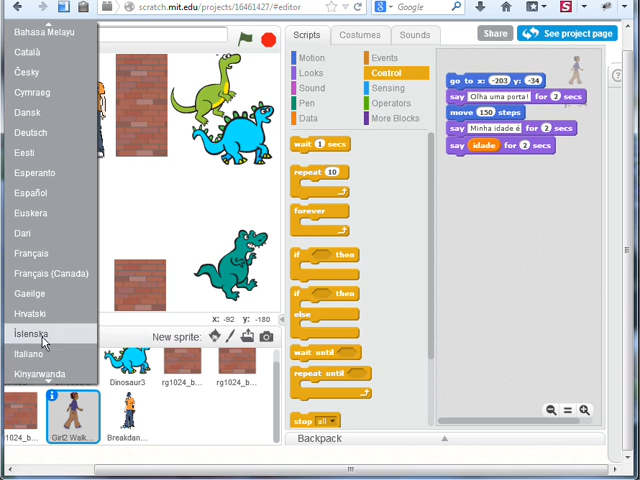 scratch.mit.edu/projects/16461427/#editor
Google
Bahasa Melayu
Català
Česky
Cymraeg
Dansk
Deutsch
Eesti
Esperanto
Español
Euskera
Dari
Français
Français (Canada)
Gaeilge
Hrvatski
Íslenska
Italiano
Kinyarwanda
x: -92 y: -180
New sprite:
Dinosaur3
rg1024_b...
rg1024_b...
g1024_b...
Girl2 Walk...
Breakdan...
Scripts
Costumes
Sounds
Share
See project page
Motion
Looks
Sound
Pen
Data
Events
Control
Sensing
Operators
More Blocks
wait 1 secs
repeat 10
forever
if then
if then
else
wait until
repeat until
stop all
go to x: -203 y: -34
say Olha uma porta! for 2 secs
move 150 steps
say Minha idade é for 2 secs
say idade for 2 secs
Backpack